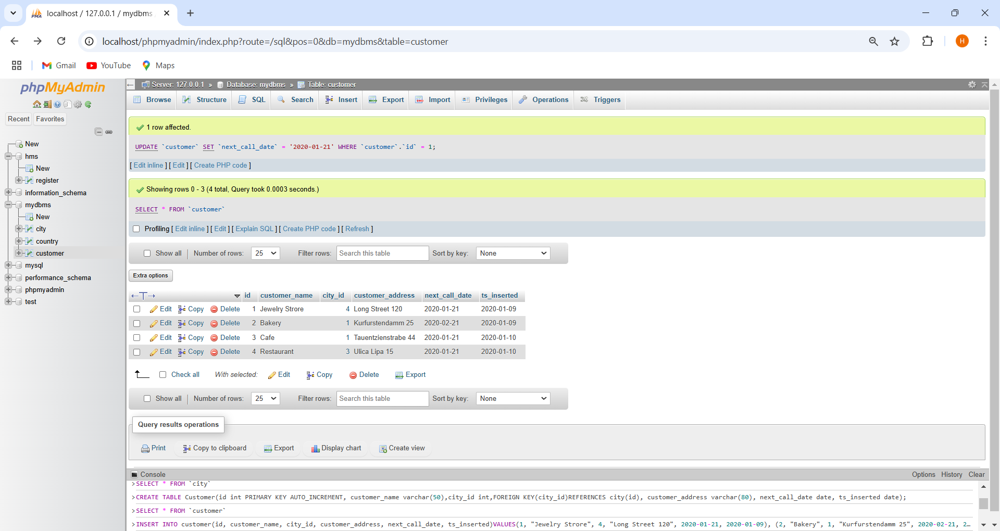 localhost / 127.0.0.1 / mydbms
localhost/phpmyadmin/index.php?route=/sql&pos=0&db=mydbms&table=customer
H
Gmail YouTube Maps
phpMyAdmin
Recent Favorites
New
hms
New
register
information_schema
mydbms
New
city
country
customer
mysql
performance_schema
phpmyadmin
test
Server: 127.0.0.1 » Database: mydbms » Table: customer
Browse Structure SQL Search Insert Export Import Privileges Operations Triggers
1 row affected.
UPDATE `customer` SET `next_call_date` = '2020-01-21' WHERE `customer`.`id` = 1;
[ Edit inline ] [ Edit ] [ Create PHP code ]
Showing rows 0 - 3 (4 total, Query took 0.0003 seconds.)
SELECT * FROM `customer`
Profiling [ Edit inline ] [ Edit ] [ Explain SQL ] [ Create PHP code ] [ Refresh ]
Show all Number of rows: 25 Filter rows: Search this table Sort by key: None
Extra options
id customer_name city_id customer_address next_call_date ts_inserted
Edit Copy Delete 1 Jewelry Strore 4 Long Street 120 2020-01-21 2020-01-09
Edit Copy Delete 2 Bakery 1 Kurfurstendamm 25 2020-02-21 2020-01-09
Edit Copy Delete 3 Cafe 1 Tauentzienstrabe 44 2020-01-21 2020-01-10
Edit Copy Delete 4 Restaurant 3 Ulica Lipa 15 2020-01-21 2020-01-10
Check all With selected: Edit Copy Delete Export
Show all Number of rows: 25 Filter rows: Search this table Sort by key: None
Query results operations
Print Copy to clipboard Export Display chart Create view
Console Options History Clear
>SELECT * FROM `city`
>CREATE TABLE Customer(id int PRIMARY KEY AUTO_INCREMENT, customer_name varchar(50),city_id int,FOREIGN KEY(city_id)REFERENCES city(id), customer_address varchar(80), next_call_date date, ts_inserted date);
>SELECT * FROM `customer`
>INSERT INTO customer(id, customer_name, city_id, customer_address, next_call_date, ts_inserted)VALUES(1, "Jewelry Strore", 4, "Long Street 120", 2020-01-21, 2020-01-09), (2, "Bakery", 1, "Kurfurstendamm 25", 2020-02-21, 2…